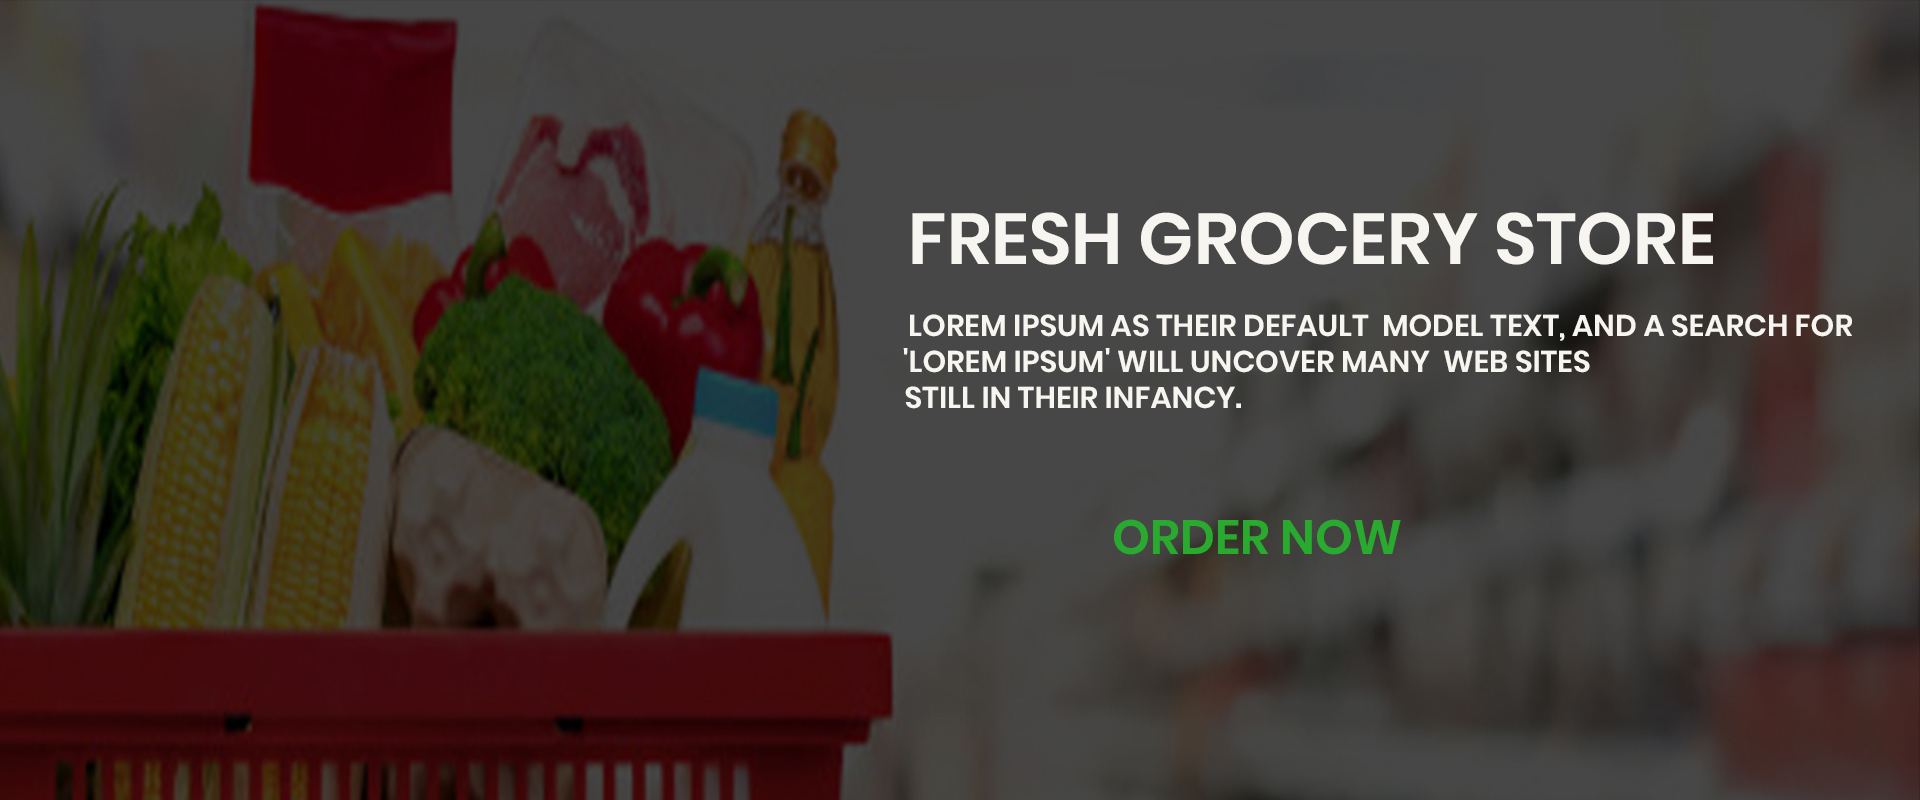 FRESH GROCERY STORE
LOREM IPSUM AS THEIR DEFAULT  MODEL TEXT, AND A SEARCH FOR
'LOREM IPSUM' WILL UNCOVER MANY  WEB SITES
STILL IN THEIR INFANCY.
ORDER NOW